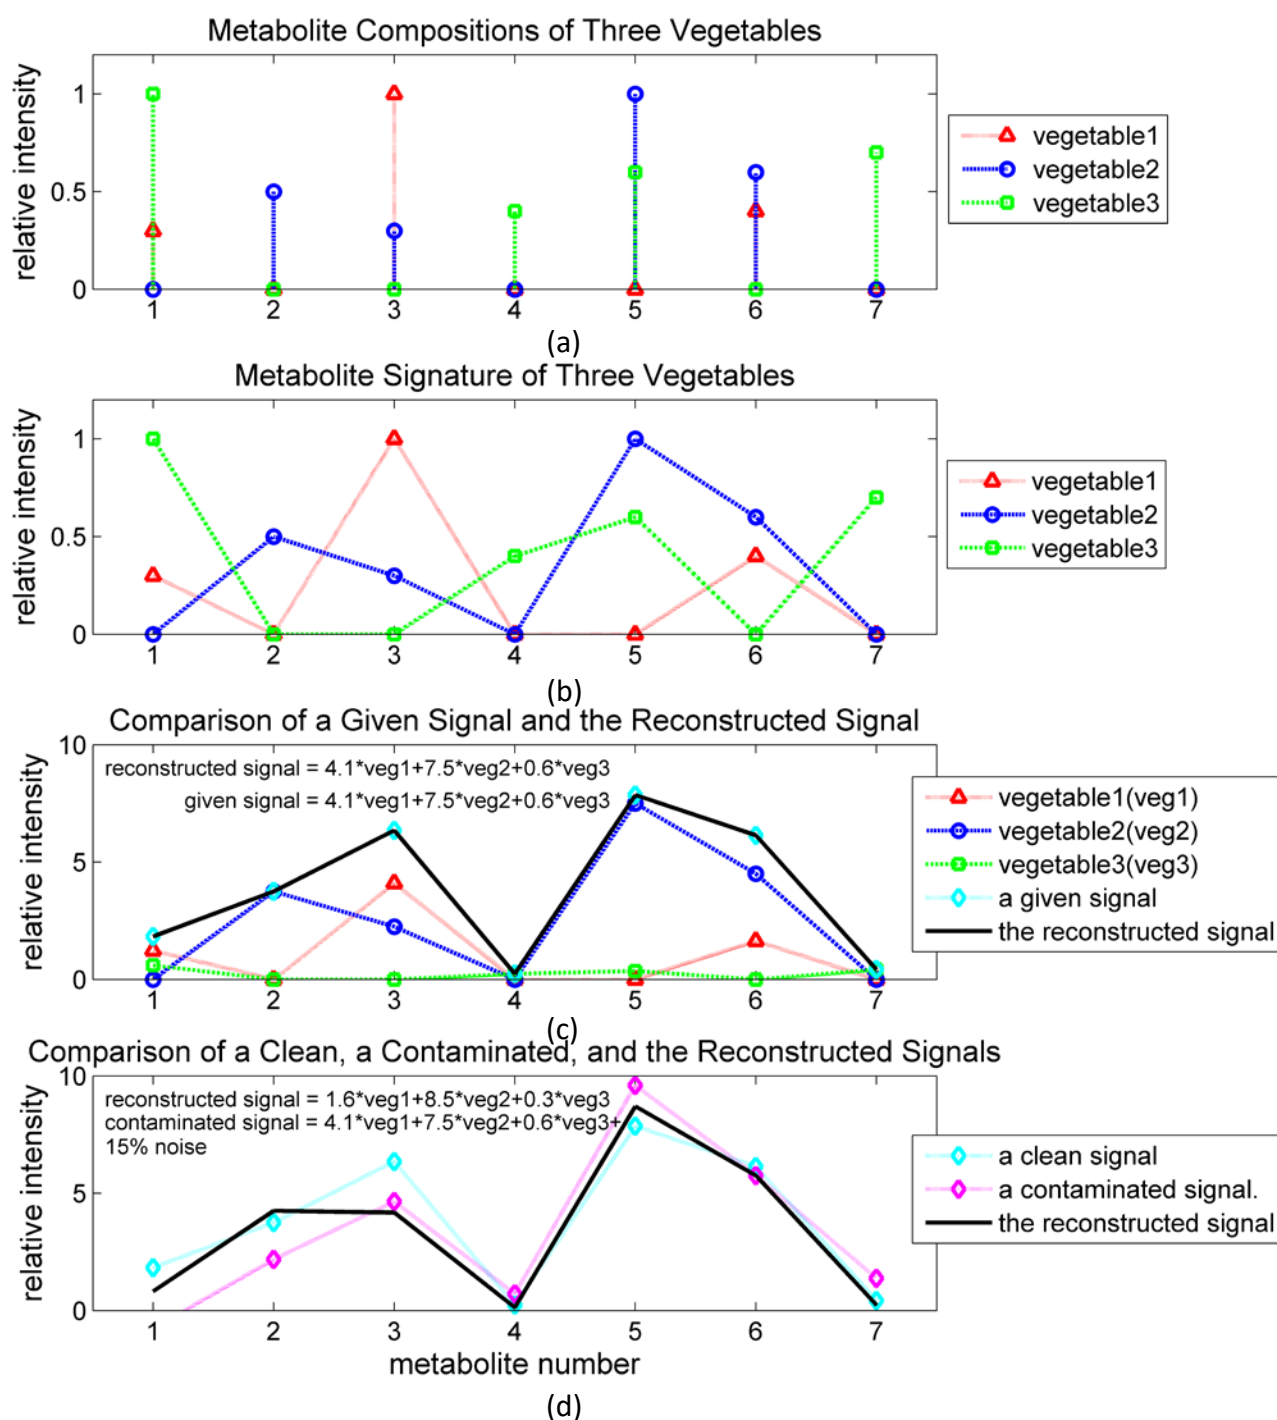 Metabolite Compositions of Three Vegetables
relative intensity
1
0.5
0
1 2 3 4 5 6 7
vegetable1
vegetable2
vegetable3
(a)
Metabolite Signature of Three Vegetables
relative intensity
1
0.5
0
1 2 3 4 5 6 7
vegetable1
vegetable2
vegetable3
(b)
Comparison of a Given Signal and the Reconstructed Signal
relative intensity
10
5
0
reconstructed signal = 4.1*veg1+7.5*veg2+0.6*veg3
given signal = 4.1*veg1+7.5*veg2+0.6*veg3
1 2 3 4 5 6 7
vegetable1(veg1)
vegetable2(veg2)
vegetable3(veg3)
a given signal
the reconstructed signal
(c)
Comparison of a Clean, a Contaminated, and the Reconstructed Signals
relative intensity
10
5
0
reconstructed signal = 1.6*veg1+8.5*veg2+0.3*veg3
contaminated signal = 4.1*veg1+7.5*veg2+0.6*veg3+
15% noise
1 2 3 4 5 6 7
a clean signal
a contaminated signal.
the reconstructed signal
metabolite number
(d)